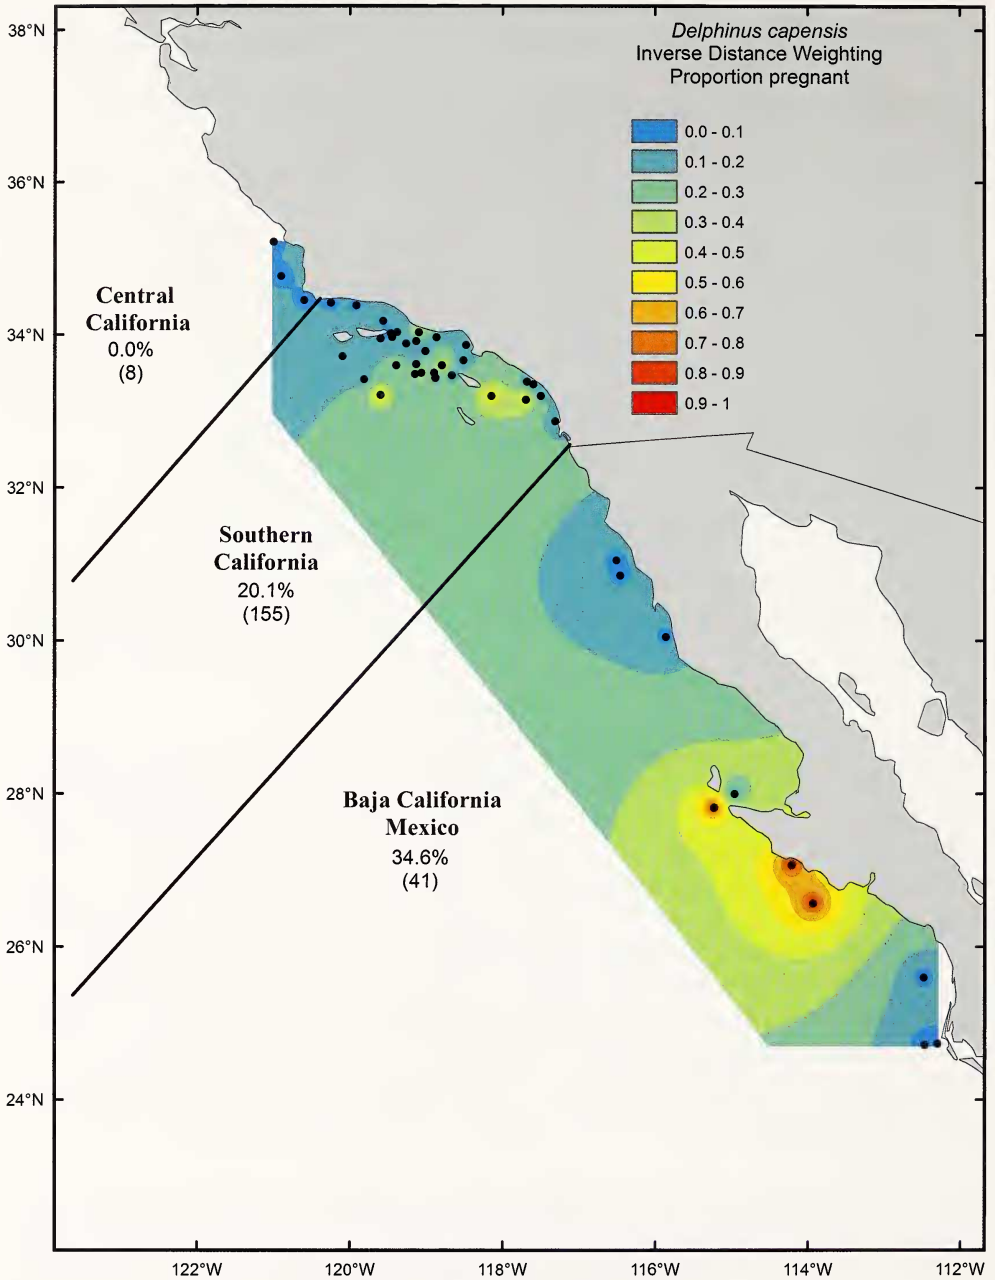 Delphinus capensis
Inverse Distance Weighting
Proportion pregnant
0.0 - 0.1
0.1 - 0.2
0.2 - 0.3
0.3 - 0.4
0.4 - 0.5
0.5 - 0.6
0.6 - 0.7
0.7 - 0.8
0.8 - 0.9
0.9 - 1
38°N
36°N
34°N
32°N
30°N
28°N
26°N
24°N
Central
California
0.0%
(8)
Southern
California
20.1%
(155)
Baja California
Mexico
34.6%
(41)
122°W
120°W
118°W
116°W
114°W
112°W